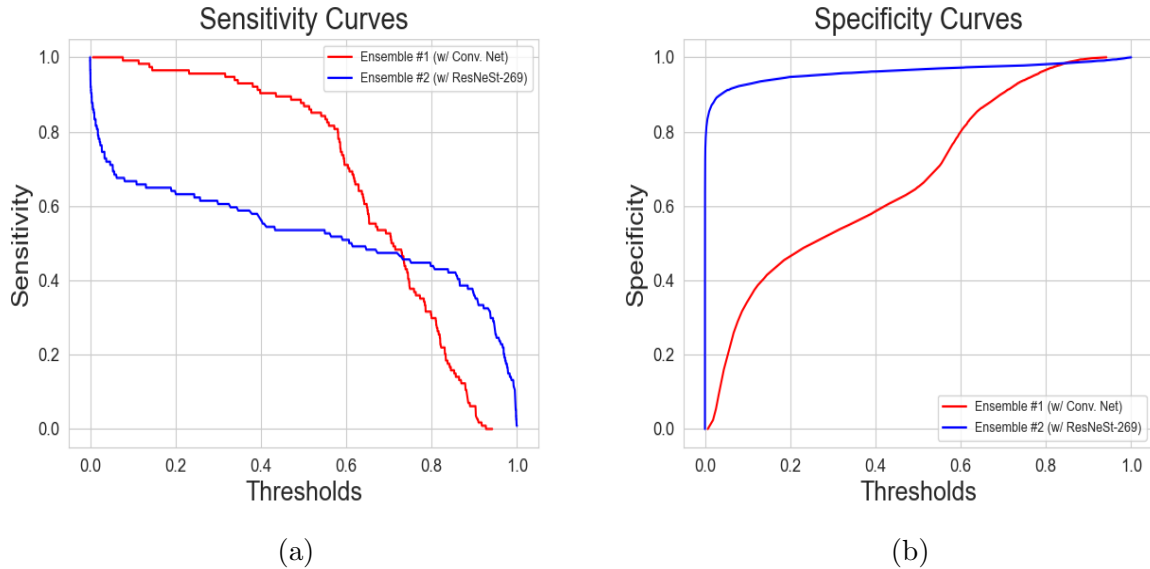 Sensitivity Curves
1.0
0.8
0.6
0.4
0.2
0.0
Sensitivity
Ensemble #1 (w/ Conv. Net)
Ensemble #2 (w/ ResNeSt-269)
0.0 0.2 0.4 0.6 0.8 1.0
Thresholds
(a)
Specificity Curves
1.0
0.8
0.6
0.4
0.2
0.0
Specificity
Ensemble #1 (w/ Conv. Net)
Ensemble #2 (w/ ResNeSt-269)
0.0 0.2 0.4 0.6 0.8 1.0
Thresholds
(b)